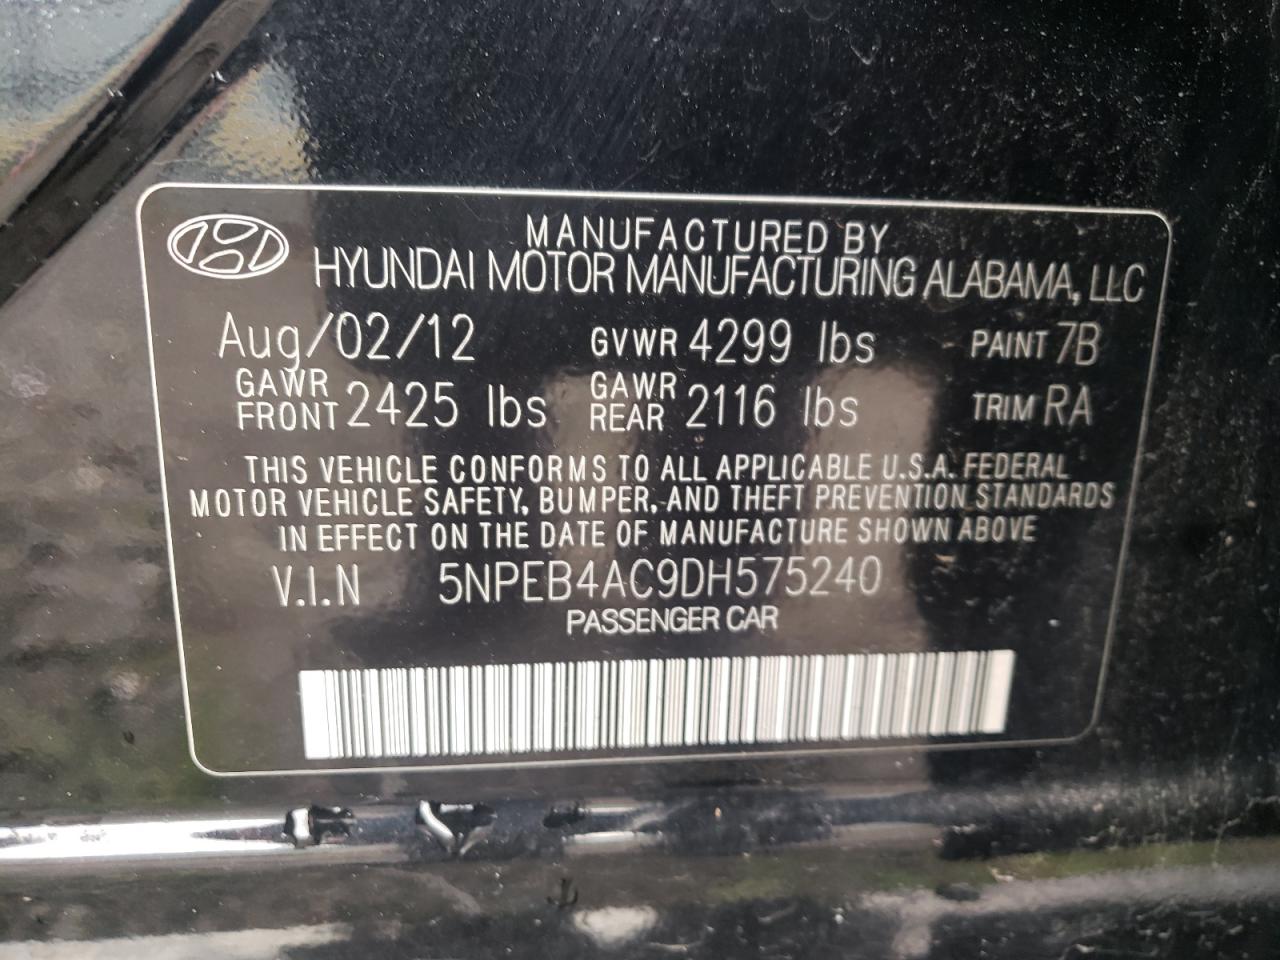 MANUFACTURED BY
HYUNDAI MOTOR MANUFACTURING ALABAMA, LLC
Aug/02/12 GVWR 4299 lbs PAINT 7B
GAWR FRONT 2425 lbs GAWR REAR 2116 lbs TRIM RA
THIS VEHICLE CONFORMS TO ALL APPLICABLE U.S.A. FEDERAL
MOTOR VEHICLE SAFETY, BUMPER, AND THEFT PREVENTION STANDARDS
IN EFFECT ON THE DATE OF MANUFACTURE SHOWN ABOVE
V.I.N 5NPEB4AC9DH575240
PASSENGER CAR